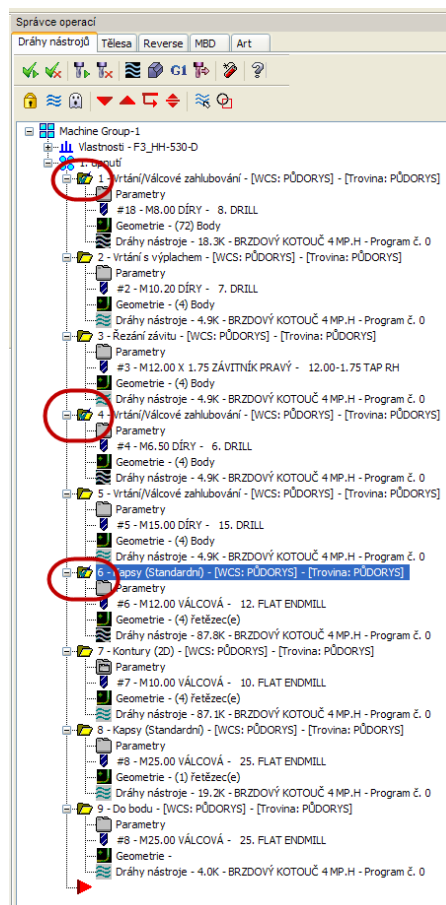 Správce operací
Dráhy nástrojů Tělesa Reverse MBD Art
G1
Machine Group-1
Vlastnosti - F3_HH-530-D
1. upnutí
1 - Vrtání/Válcové zahlubování - [WCS: PŮDORYS] - [Trovina: PŮDORYS]
Parametry
#18 - M8.00 DÍRY - 8. DRILL
Geometrie - (72) Body
Dráhy nástroje - 18.3K - BRZDOVÝ KOTOUČ 4 MP.H - Program č. 0
2 - Vrtání s výplachem - [WCS: PŮDORYS] - [Trovina: PŮDORYS]
Parametry
#2 - M10.20 DÍRY - 7. DRILL
Geometrie - (4) Body
Dráhy nástroje - 4.9K - BRZDOVÝ KOTOUČ 4 MP.H - Program č. 0
3 - Řezání závitu - [WCS: PŮDORYS] - [Trovina: PŮDORYS]
Parametry
#3 - M12.00 X 1.75 ZÁVITNÍK PRAVÝ - 12.00-1.75 TAP RH
Geometrie - (4) Body
Dráhy nástroje - 4.9K - BRZDOVÝ KOTOUČ 4 MP.H - Program č. 0
4 - Vrtání/Válcové zahlubování - [WCS: PŮDORYS] - [Trovina: PŮDORYS]
Parametry
#4 - M6.50 DÍRY - 6. DRILL
Geometrie - (4) Body
Dráhy nástroje - 4.9K - BRZDOVÝ KOTOUČ 4 MP.H - Program č. 0
5 - Vrtání/Válcové zahlubování - [WCS: PŮDORYS] - [Trovina: PŮDORYS]
Parametry
#5 - M15.00 DÍRY - 15. DRILL
Geometrie - (4) Body
Dráhy nástroje - 4.9K - BRZDOVÝ KOTOUČ 4 MP.H - Program č. 0
6 - Kapsy (Standardní) - [WCS: PŮDORYS] - [Trovina: PŮDORYS]
Parametry
#6 - M12.00 VÁLCOVÁ - 12. FLAT ENDMILL
Geometrie - (4) řetězec(e)
Dráhy nástroje - 87.8K - BRZDOVÝ KOTOUČ 4 MP.H - Program č. 0
7 - Kontury (2D) - [WCS: PŮDORYS] - [Trovina: PŮDORYS]
Parametry
#7 - M10.00 VÁLCOVÁ - 10. FLAT ENDMILL
Geometrie - (4) řetězec(e)
Dráhy nástroje - 87.1K - BRZDOVÝ KOTOUČ 4 MP.H - Program č. 0
8 - Kapsy (Standardní) - [WCS: PŮDORYS] - [Trovina: PŮDORYS]
Parametry
#8 - M25.00 VÁLCOVÁ - 25. FLAT ENDMILL
Geometrie - (1) řetězec(e)
Dráhy nástroje - 19.2K - BRZDOVÝ KOTOUČ 4 MP.H - Program č. 0
9 - Do bodu - [WCS: PŮDORYS] - [Trovina: PŮDORYS]
Parametry
#8 - M25.00 VÁLCOVÁ - 25. FLAT ENDMILL
Geometrie -
Dráhy nástroje - 4.0K - BRZDOVÝ KOTOUČ 4 MP.H - Program č. 0